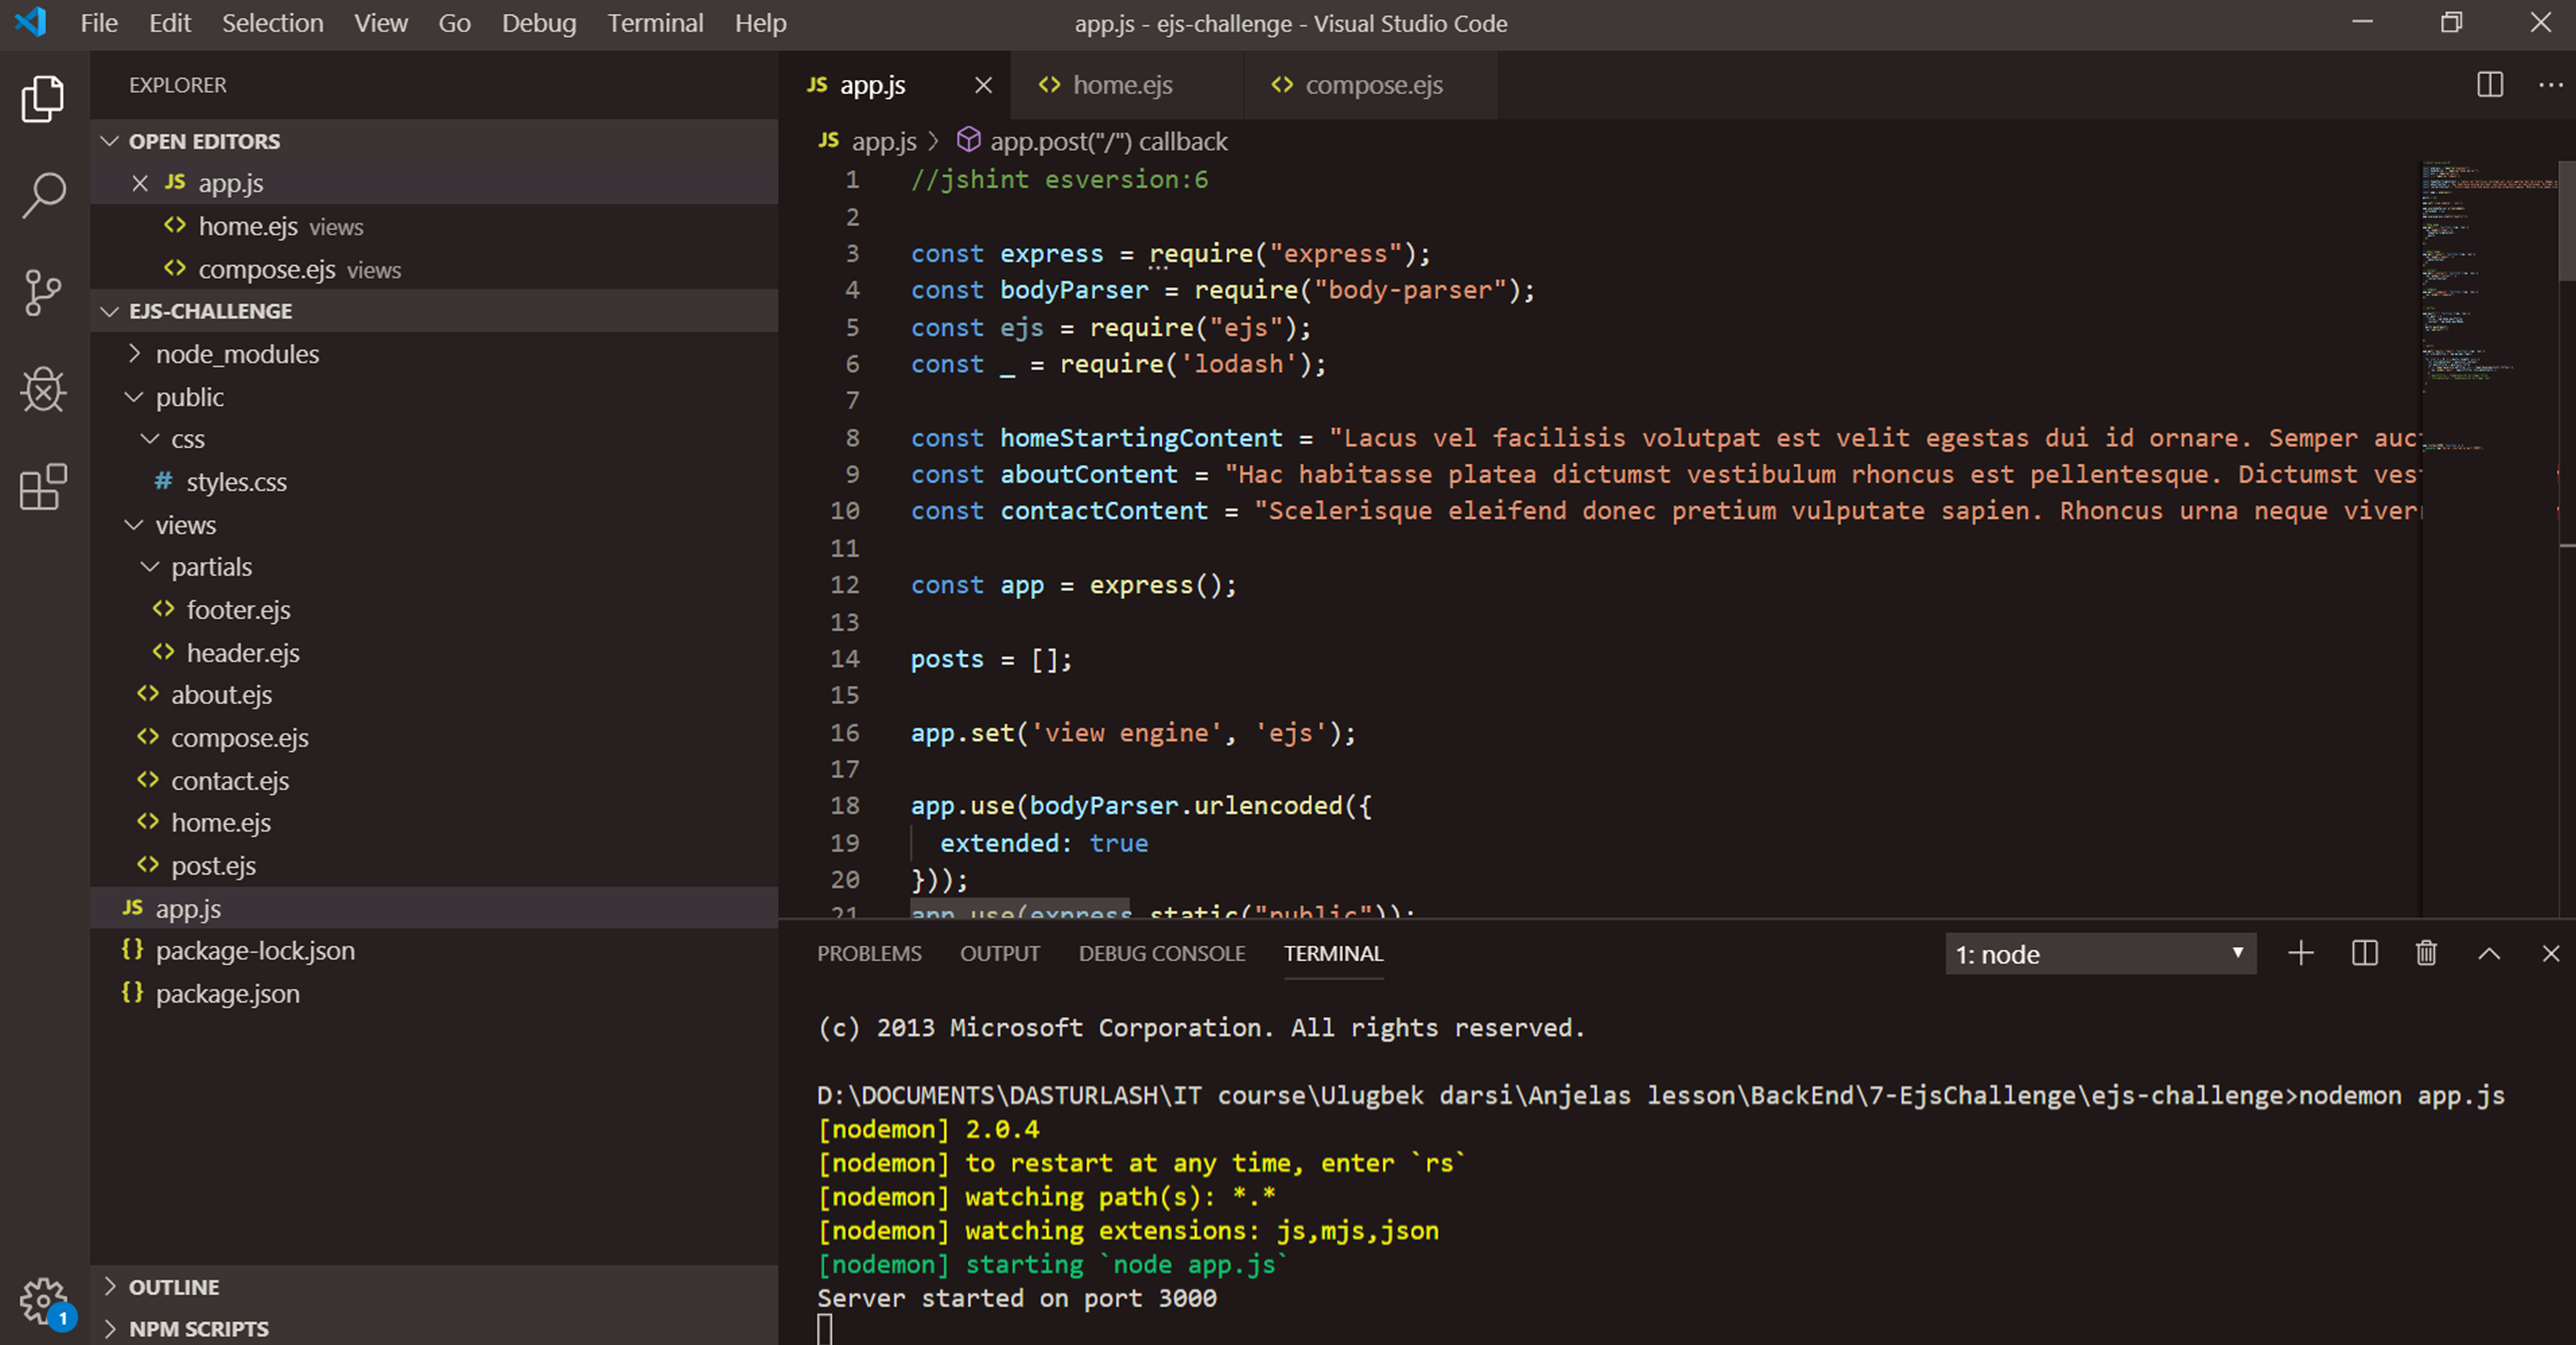 File Edit Selection View Go Debug Terminal Help
app.js - ejs-challenge - Visual Studio Code
EXPLORER
OPEN EDITORS
JS app.js
home.ejs views
compose.ejs views
EJS-CHALLENGE
node_modules
public
css
# styles.css
views
partials
footer.ejs
header.ejs
about.ejs
compose.ejs
contact.ejs
home.ejs
post.ejs
JS app.js
{} package-lock.json
{} package.json
OUTLINE
NPM SCRIPTS
1
JS app.js home.ejs compose.ejs
JS app.js > app.post("/") callback
1 //jshint esversion:6
2
3 const express = require("express");
4 const bodyParser = require("body-parser");
5 const ejs = require("ejs");
6 const _ = require('lodash');
7
8 const homeStartingContent = "Lacus vel facilisis volutpat est velit egestas dui id ornare. Semper auc
9 const aboutContent = "Hac habitasse platea dictumst vestibulum rhoncus est pellentesque. Dictumst ves
10 const contactContent = "Scelerisque eleifend donec pretium vulputate sapien. Rhoncus urna neque viver
11
12 const app = express();
13
14 posts = [];
15
16 app.set('view engine', 'ejs');
17
18 app.use(bodyParser.urlencoded({
19 extended: true
20 }));
21 app.use(express.static("public"));
PROBLEMS OUTPUT DEBUG CONSOLE TERMINAL
1: node
(c) 2013 Microsoft Corporation. All rights reserved.
D:\DOCUMENTS\DASTURLASH\IT course\Ulugbek darsi\Anjelas lesson\BackEnd\7-EjsChallenge\ejs-challenge>nodemon app.js
[nodemon] 2.0.4
[nodemon] to restart at any time, enter `rs`
[nodemon] watching path(s): *.*
[nodemon] watching extensions: js,mjs,json
[nodemon] starting `node app.js`
Server started on port 3000